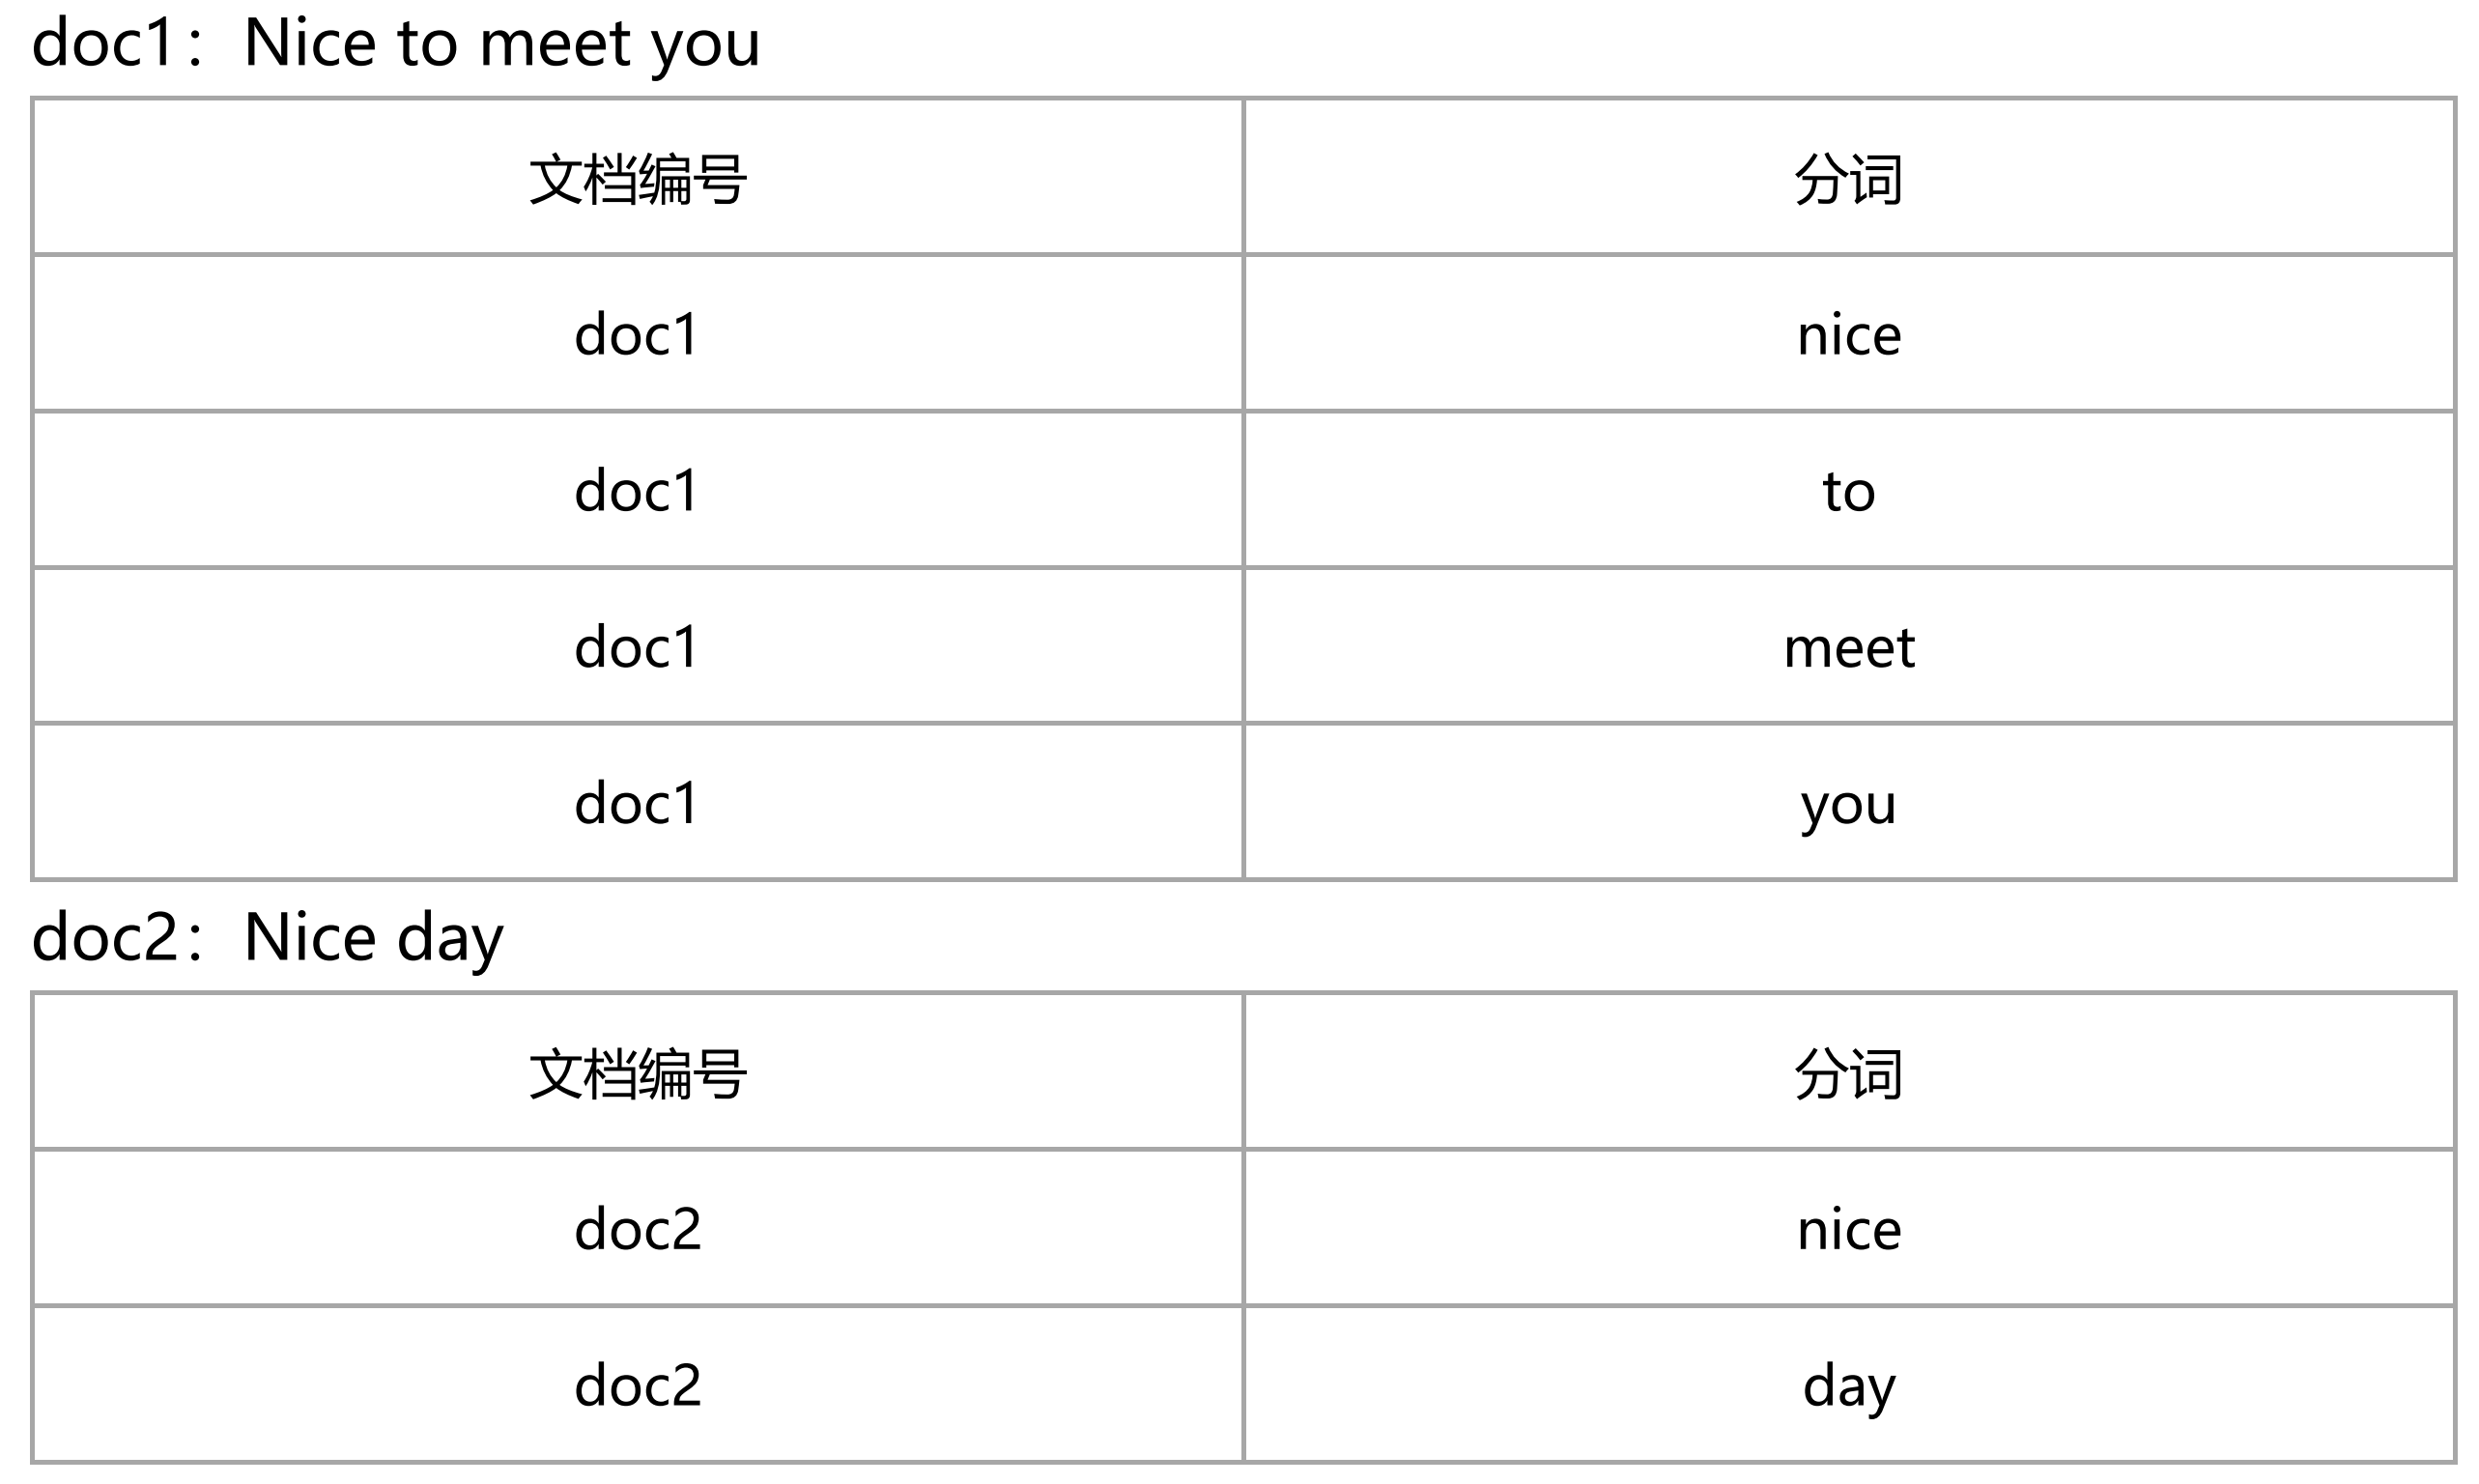 doc1: Nice to meet you
文档编号 分词
doc1 nice
doc1 to
doc1 meet
doc1 you
doc2: Nice day
文档编号 分词
doc2 nice
doc2 day